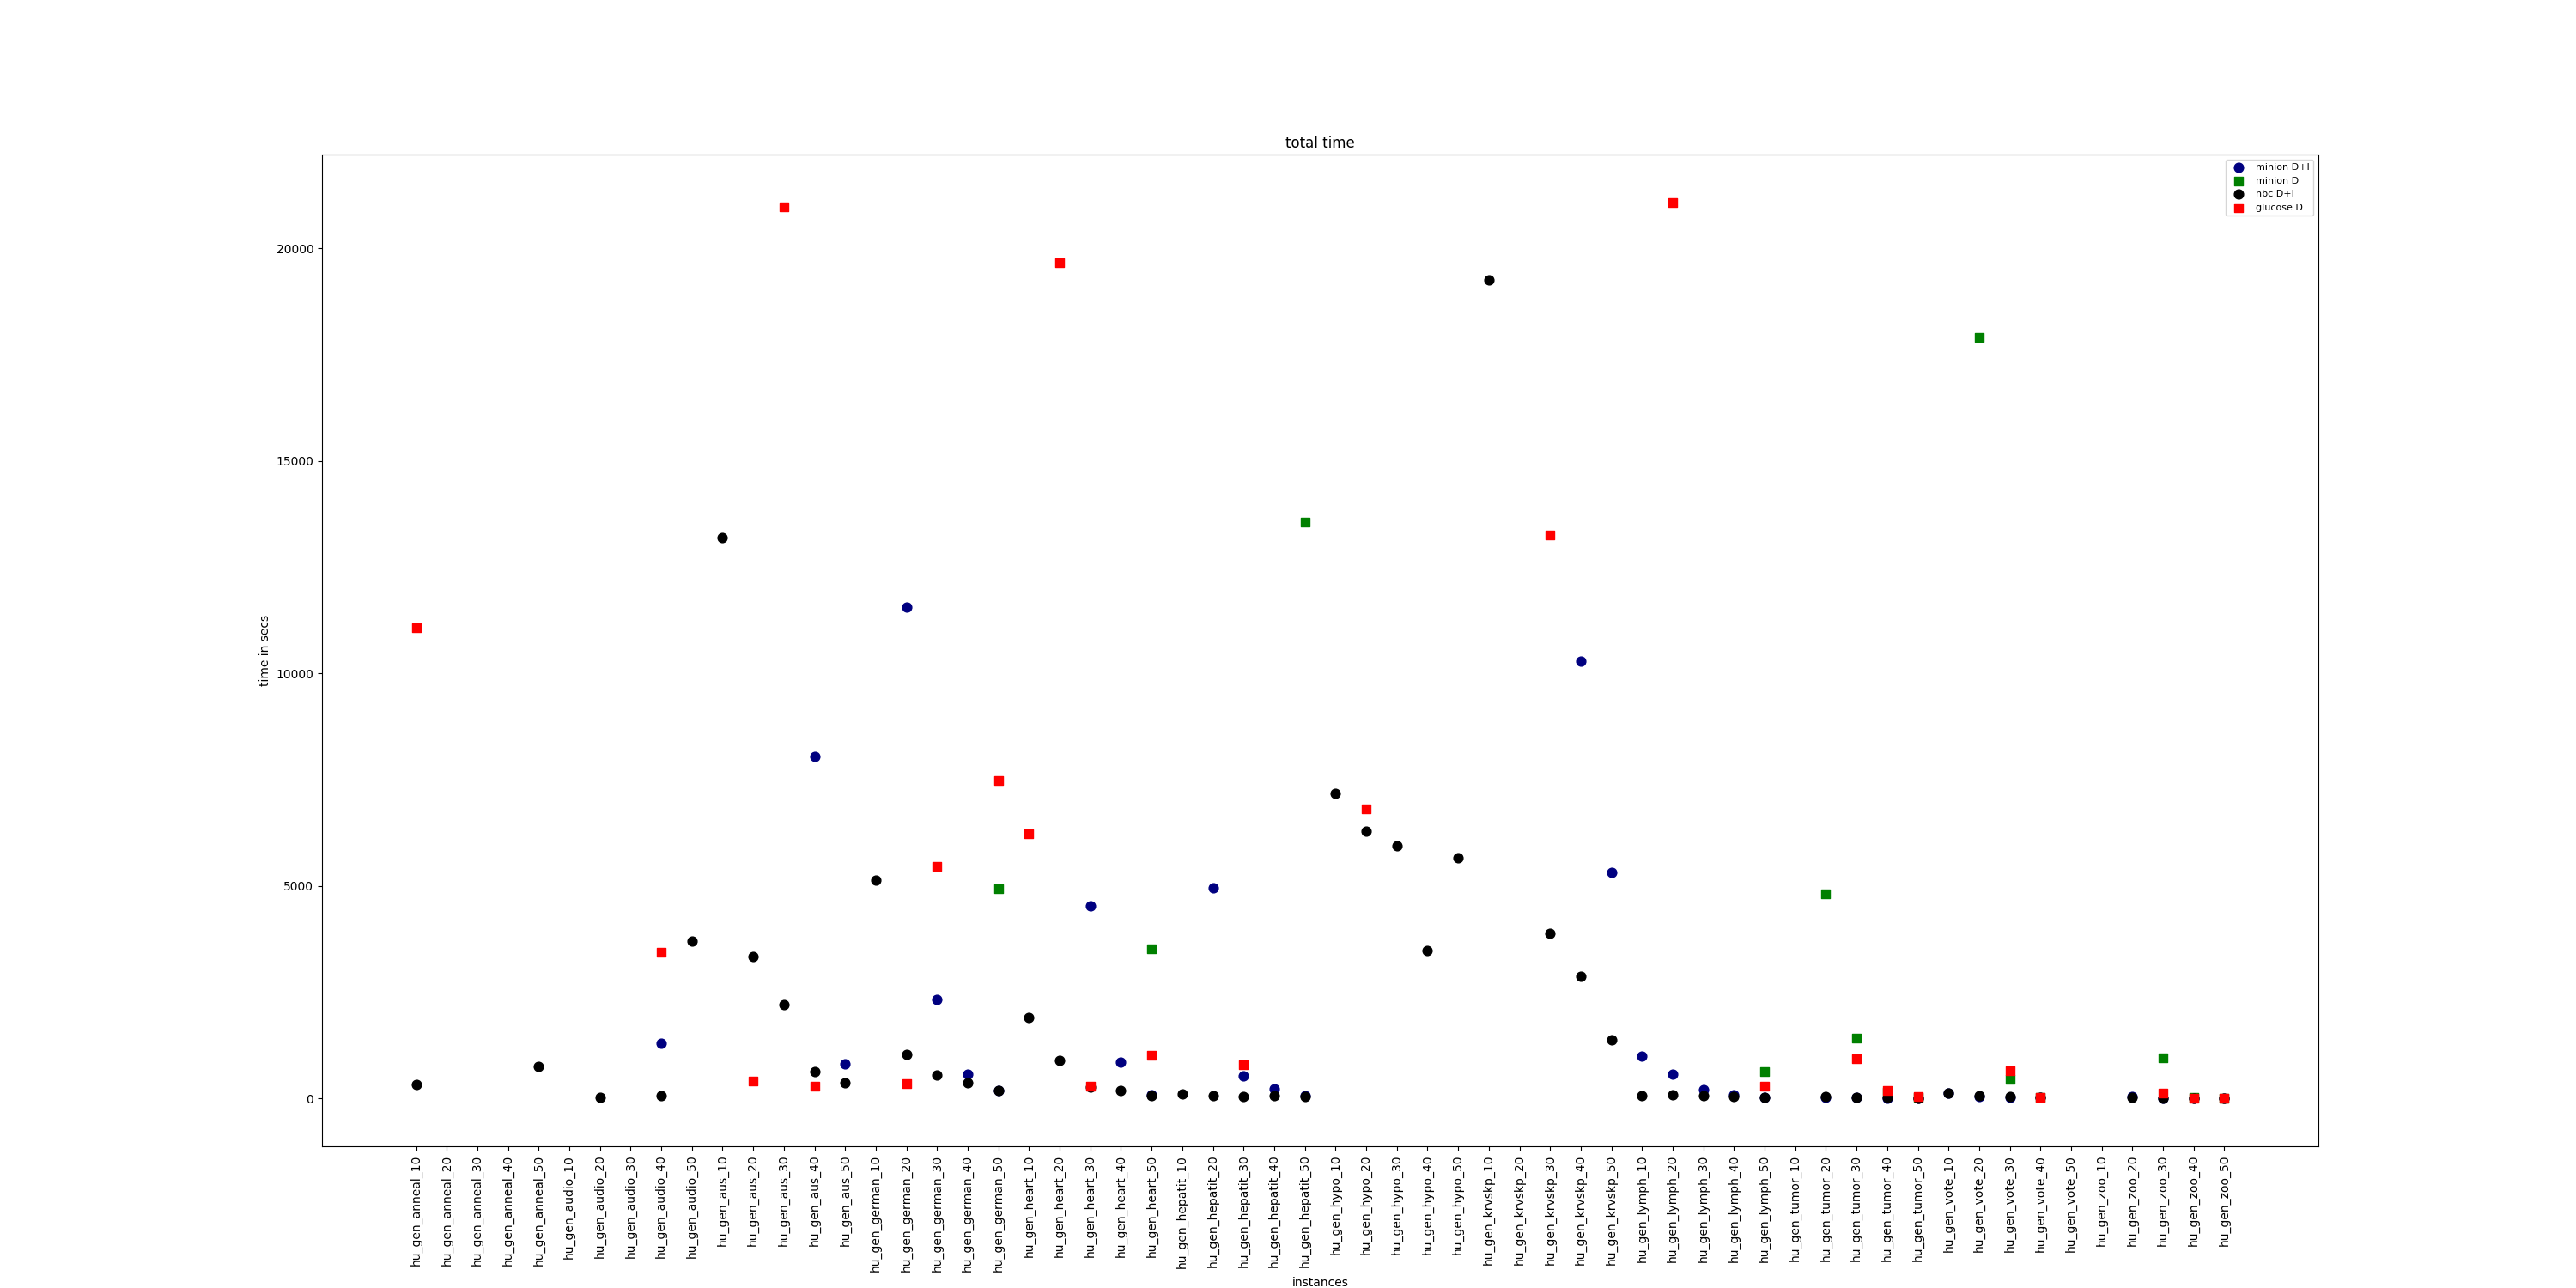 total time
minion D+I
minion D
nbc D+I
glucose D
time in secs
20000
15000
10000
5000
0
hu_gen_anneal_10
hu_gen_anneal_20
hu_gen_anneal_30
hu_gen_anneal_40
hu_gen_anneal_50
hu_gen_audio_10
hu_gen_audio_20
hu_gen_audio_30
hu_gen_audio_40
hu_gen_audio_50
hu_gen_aus_10
hu_gen_aus_20
hu_gen_aus_30
hu_gen_aus_40
hu_gen_aus_50
hu_gen_german_10
hu_gen_german_20
hu_gen_german_30
hu_gen_german_40
hu_gen_german_50
hu_gen_heart_10
hu_gen_heart_20
hu_gen_heart_30
hu_gen_heart_40
hu_gen_heart_50
hu_gen_hepatit_10
hu_gen_hepatit_20
hu_gen_hepatit_30
hu_gen_hepatit_40
hu_gen_hepatit_50
hu_gen_hypo_10
hu_gen_hypo_20
hu_gen_hypo_30
hu_gen_hypo_40
hu_gen_hypo_50
hu_gen_krvskp_10
hu_gen_krvskp_20
hu_gen_krvskp_30
hu_gen_krvskp_40
hu_gen_krvskp_50
hu_gen_lymph_10
hu_gen_lymph_20
hu_gen_lymph_30
hu_gen_lymph_40
hu_gen_lymph_50
hu_gen_tumor_10
hu_gen_tumor_20
hu_gen_tumor_30
hu_gen_tumor_40
hu_gen_tumor_50
hu_gen_vote_10
hu_gen_vote_20
hu_gen_vote_30
hu_gen_vote_40
hu_gen_vote_50
hu_gen_zoo_10
hu_gen_zoo_20
hu_gen_zoo_30
hu_gen_zoo_40
hu_gen_zoo_50
instances